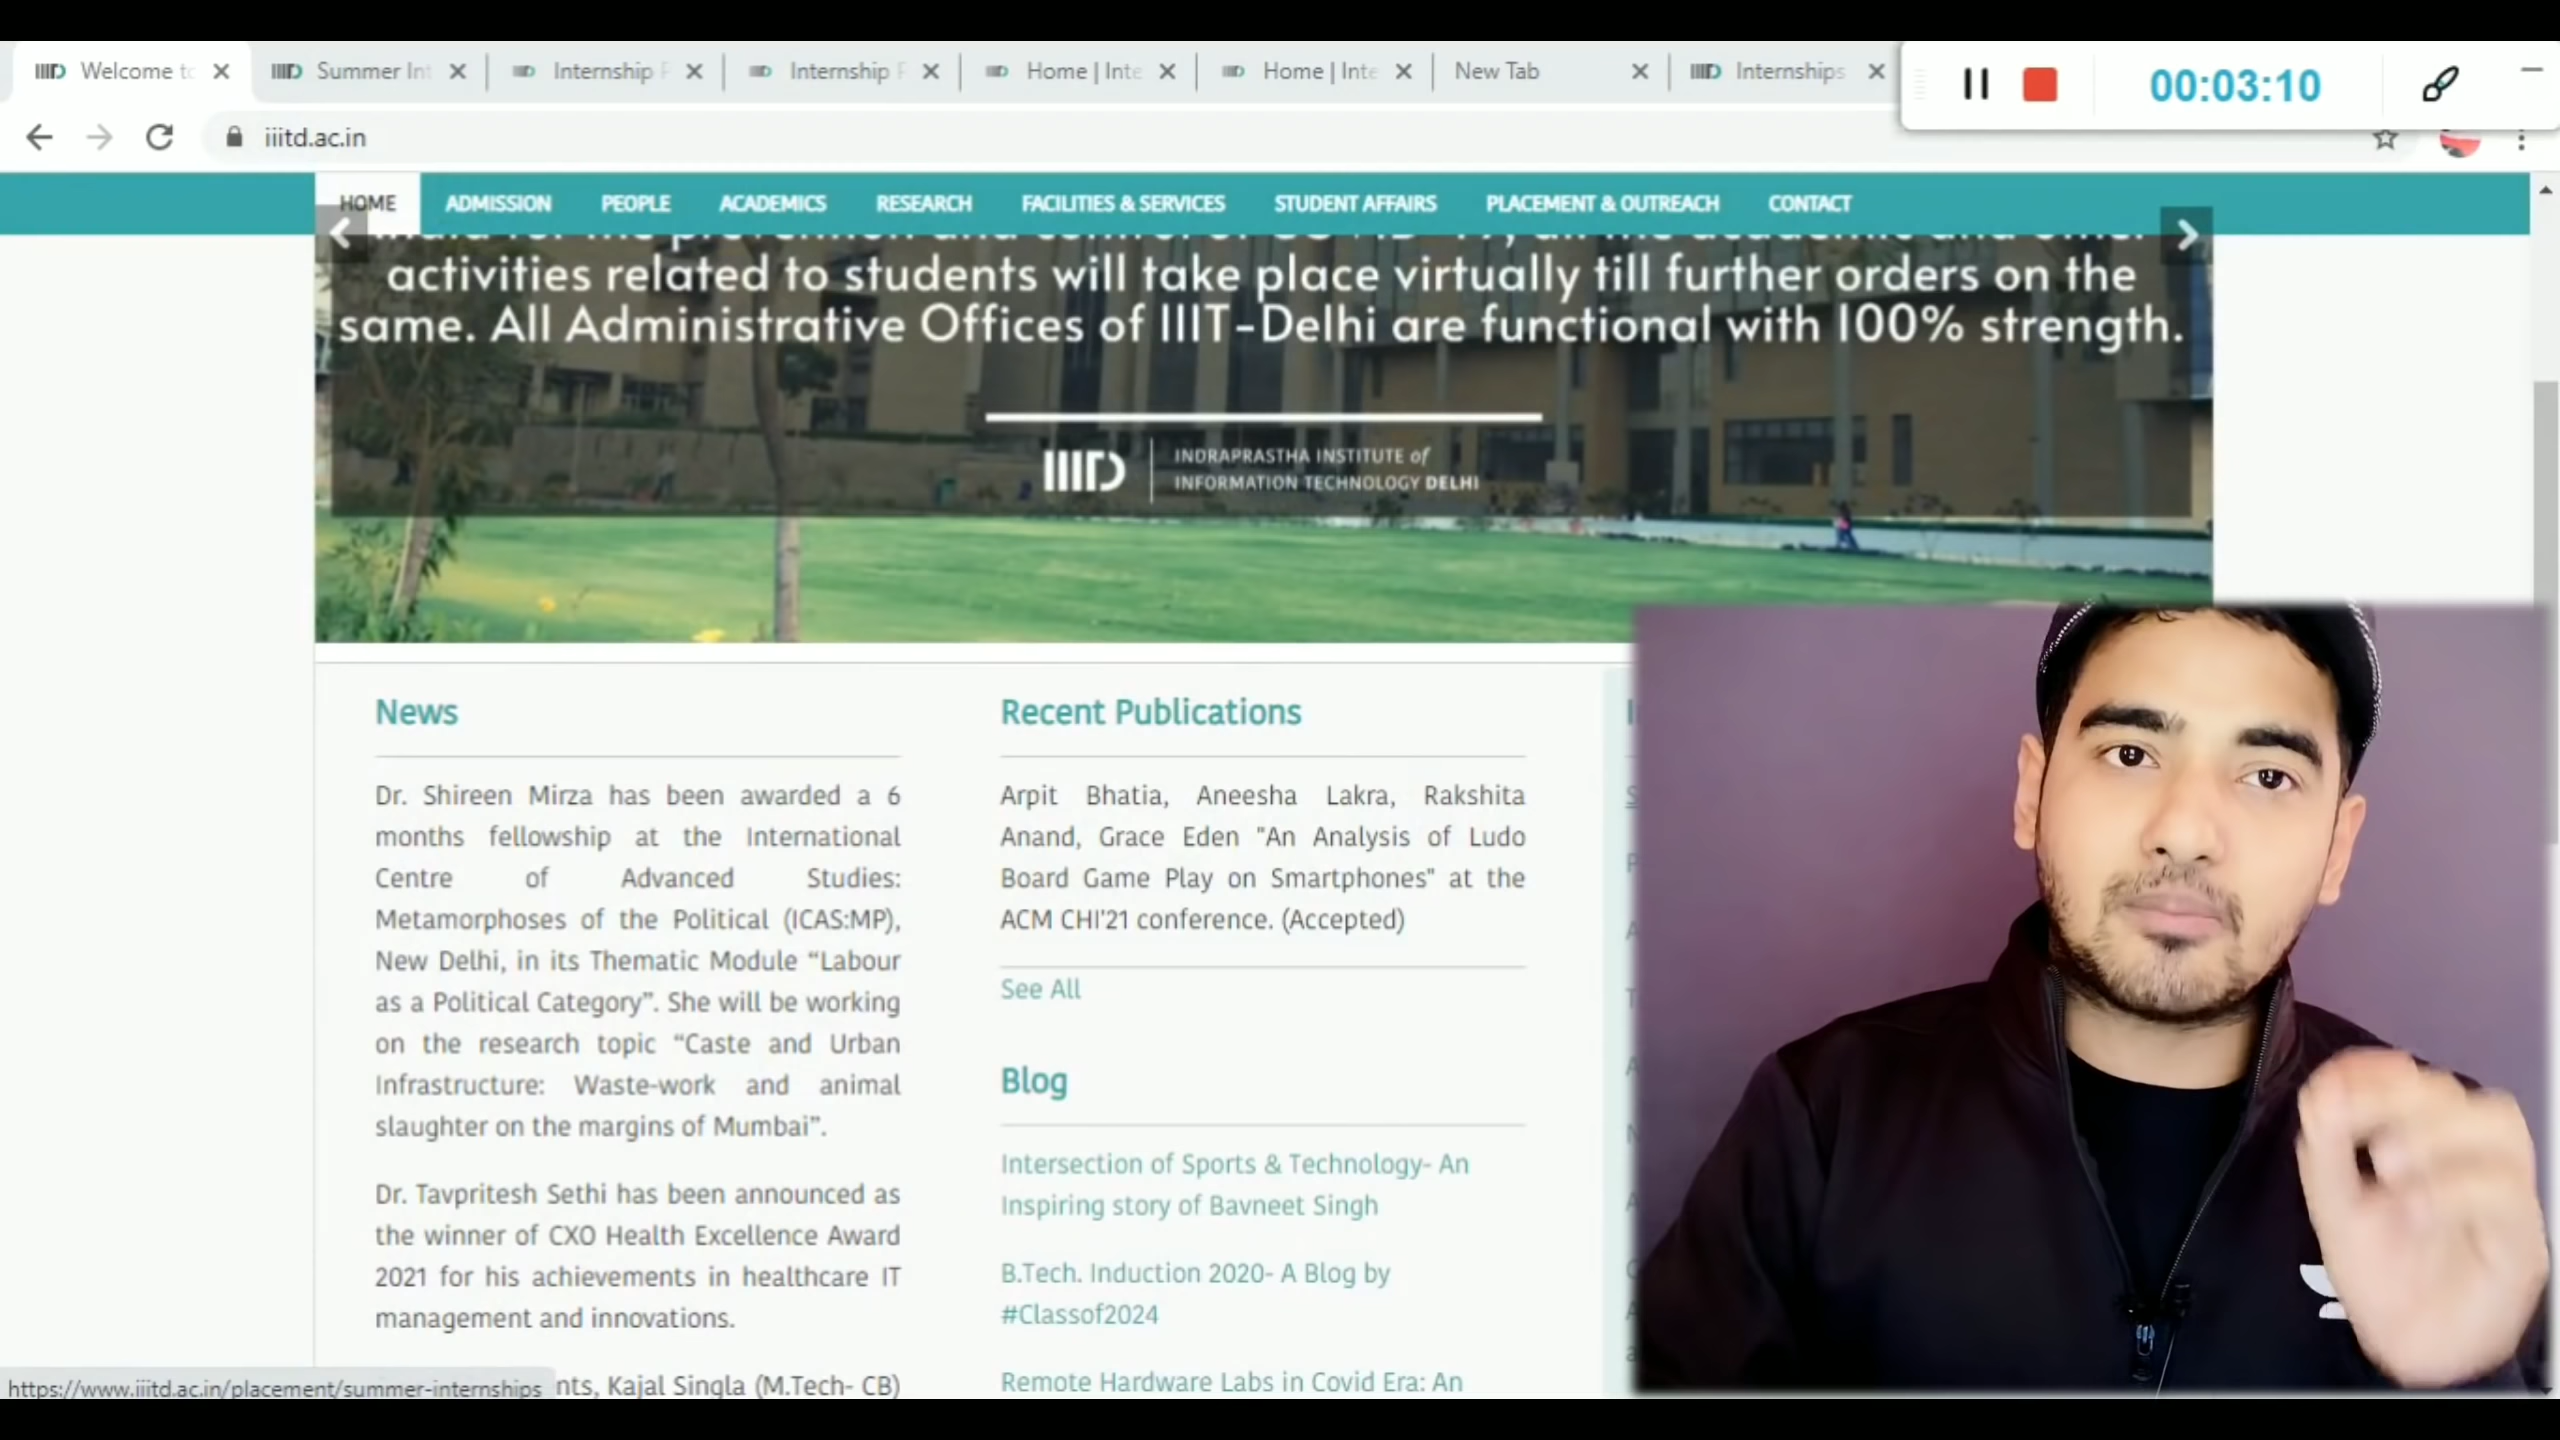 Welcome to
Summer Int
Internship
Internship
Home | Inte
Home | Inte
New Tab
Internships
00:03:10
iiitd.ac.in
HOME
ADMISSION
PEOPLE
ACADEMICS
RESEARCH
FACILITIES & SERVICES
STUDENT AFFAIRS
PLACEMENT & OUTREACH
CONTACT
activities related to students will take place virtually till further orders on the
same. All Administrative Offices of IIIT-Delhi are functional with 100% strength.
IIID
INDRAPRASTHA INSTITUTE of
INFORMATION TECHNOLOGY DELHI
News
Dr. Shireen Mirza has been awarded a 6
months fellowship at the International
Centre of Advanced Studies:
Metamorphoses of the Political (ICAS:MP),
New Delhi, in its Thematic Module “Labour
as a Political Category”. She will be working
on the research topic “Caste and Urban
Infrastructure: Waste-work and animal
slaughter on the margins of Mumbai”.
Dr. Tavpritesh Sethi has been announced as
the winner of CXO Health Excellence Award
2021 for his achievements in healthcare IT
management and innovations.
nts, Kajal Singla (M.Tech- CB)
Recent Publications
Arpit Bhatia, Aneesha Lakra, Rakshita
Anand, Grace Eden "An Analysis of Ludo
Board Game Play on Smartphones" at the
ACM CHI'21 conference. (Accepted)
See All
Blog
Intersection of Sports & Technology- An
Inspiring story of Bavneet Singh
B.Tech. Induction 2020- A Blog by
#Classof2024
Remote Hardware Labs in Covid Era: An
https://www.iiitd.ac.in/placement/summer-internships